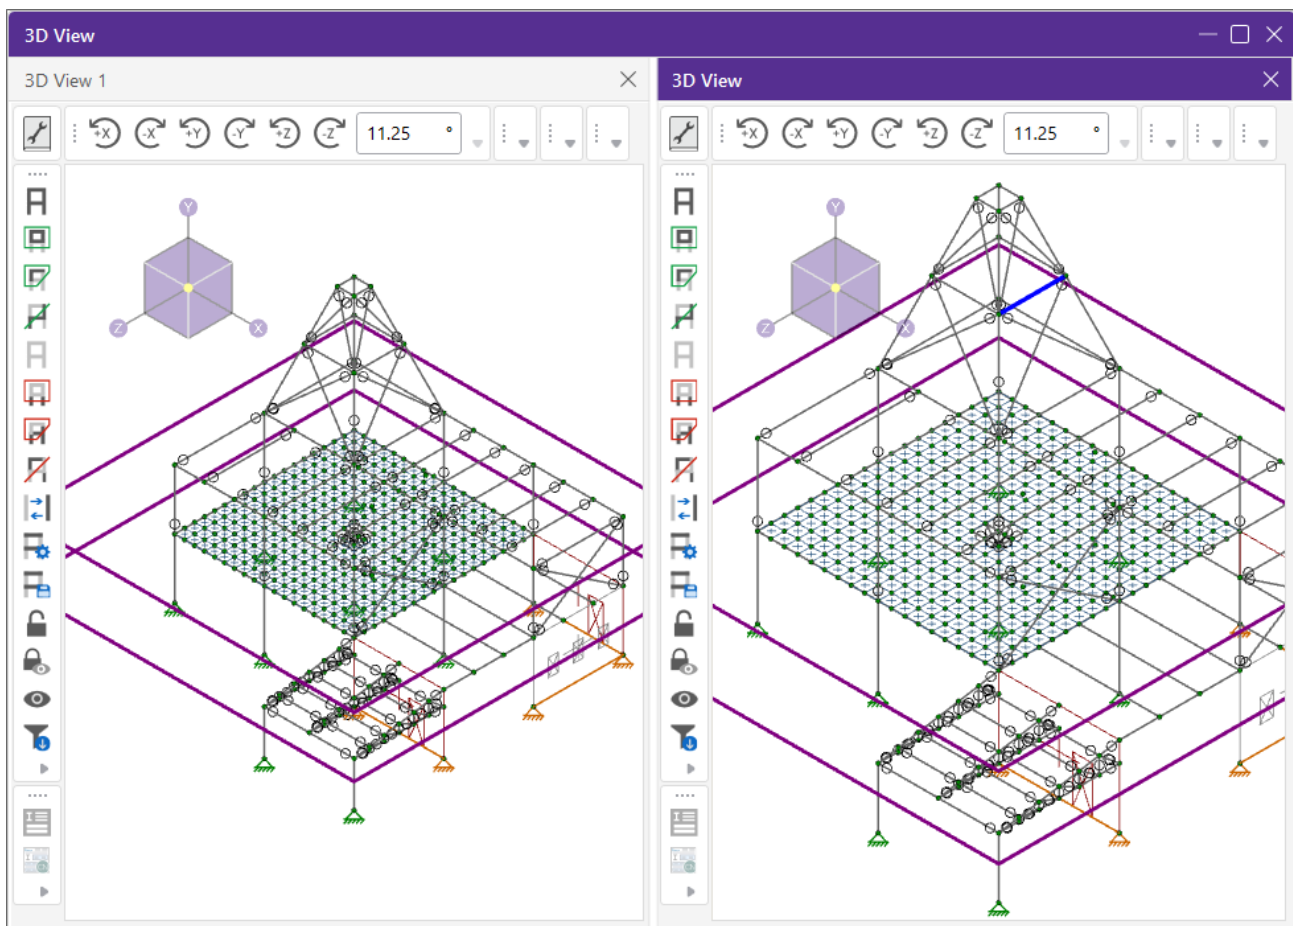 3D View
3D View 1
3D View
+X -X +Y -Y +Z -Z 11.25 °
+X -X +Y -Y +Z -Z 11.25 °
Y
Z X
Y
Z X